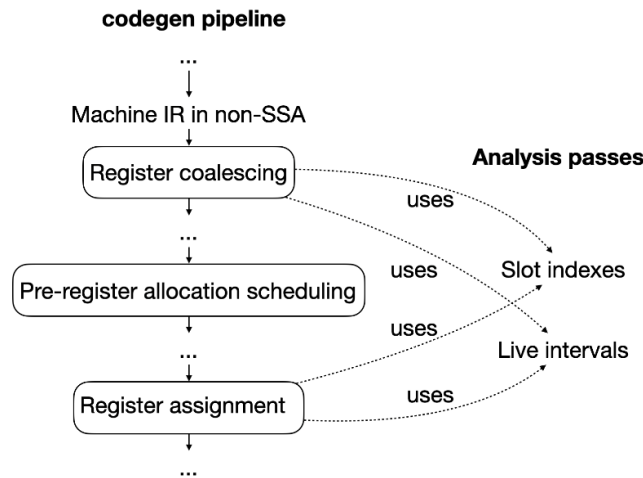 codegen pipeline
...
Machine IR in non-SSA
Register coalescing
Analysis passes
uses
...
uses
Slot indexes
Pre-register allocation scheduling
uses
...
Live intervals
Register assignment
uses
...